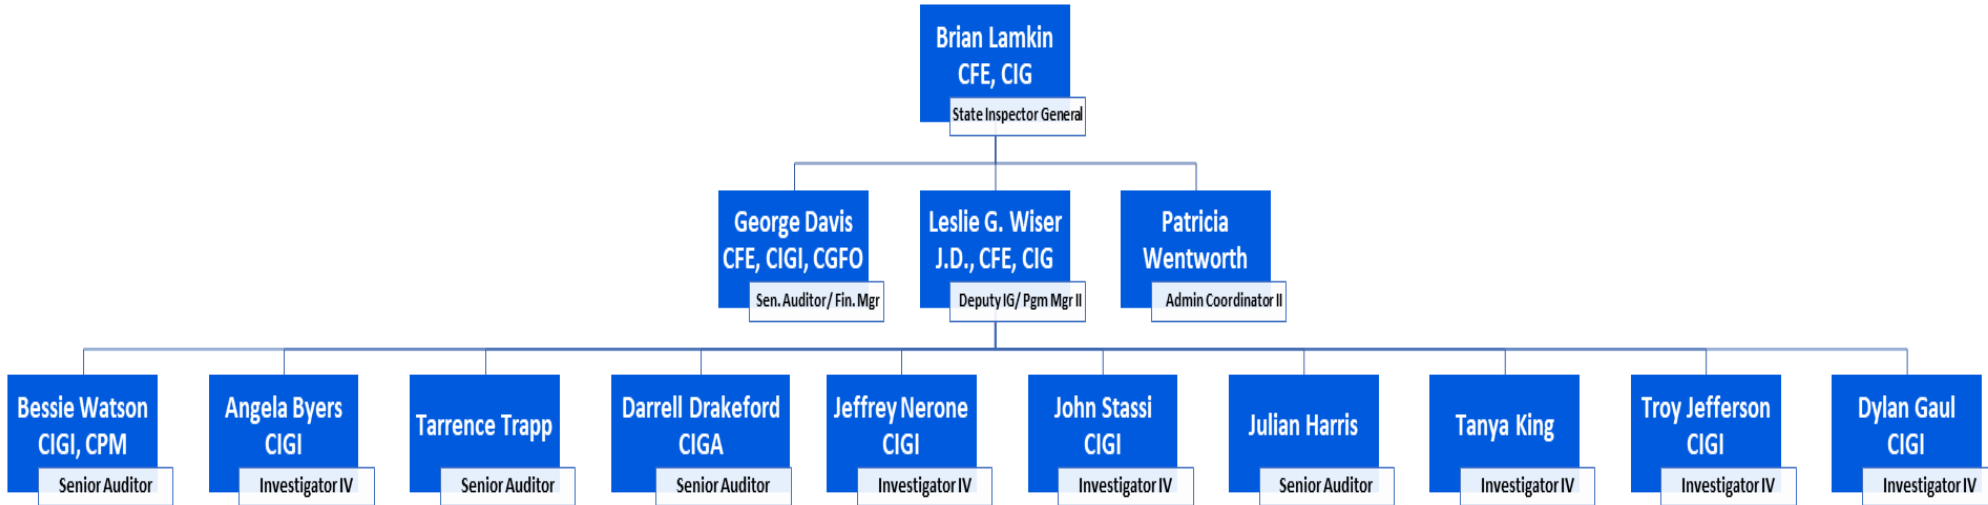 Brian Lamkin
CFE, CIG
State Inspector General
George Davis
CFE, CIGI, CGFO
Sen. Auditor/ Fin. Mgr
Leslie G. Wiser
J.D., CFE, CIG
Deputy IG/ Pgm Mgr II
Patricia
Wentworth
Admin Coordinator II
Bessie Watson
CIGI, CPM
Senior Auditor
Angela Byers
CIGI
Investigator IV
Tarrence Trapp
Senior Auditor
Darrell Drakeford
CIGA
Senior Auditor
Jeffrey Nerone
CIGI
Investigator IV
John Stassi
CIGI
Investigator IV
Julian Harris
Senior Auditor
Tanya King
Investigator IV
Troy Jefferson
CIGI
Investigator IV
Dylan Gaul
CIGI
Investigator IV